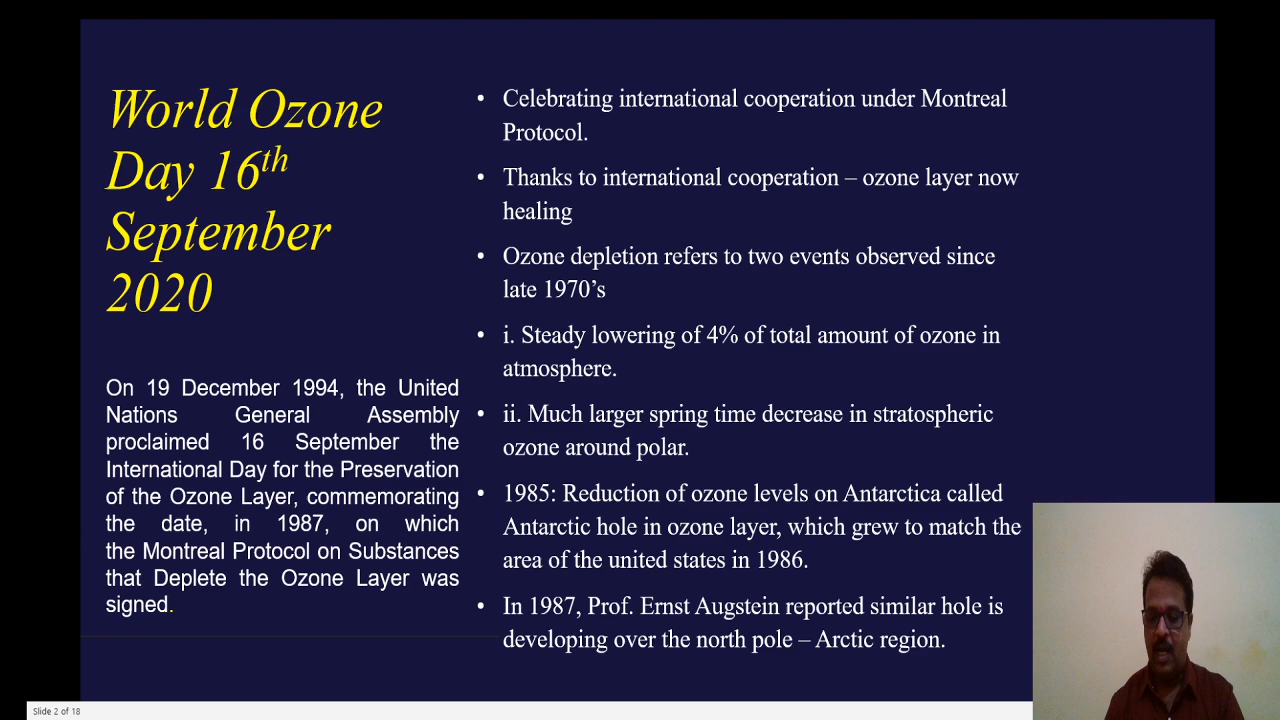 World Ozone
Day 16th
September
2020
On 19 December 1994, the United
Nations General Assembly
proclaimed 16 September the
International Day for the Preservation
of the Ozone Layer, commemorating
the date, in 1987, on which
the Montreal Protocol on Substances
that Deplete the Ozone Layer was
signed.
• Celebrating international cooperation under Montreal
Protocol.
• Thanks to international cooperation – ozone layer now
healing
• Ozone depletion refers to two events observed since
late 1970’s
• i. Steady lowering of 4% of total amount of ozone in
atmosphere.
• ii. Much larger spring time decrease in stratospheric
ozone around polar.
• 1985: Reduction of ozone levels on Antarctica called
Antarctic hole in ozone layer, which grew to match the
area of the united states in 1986.
• In 1987, Prof. Ernst Augstein reported similar hole is
developing over the north pole – Arctic region.
Slide 2 of 18